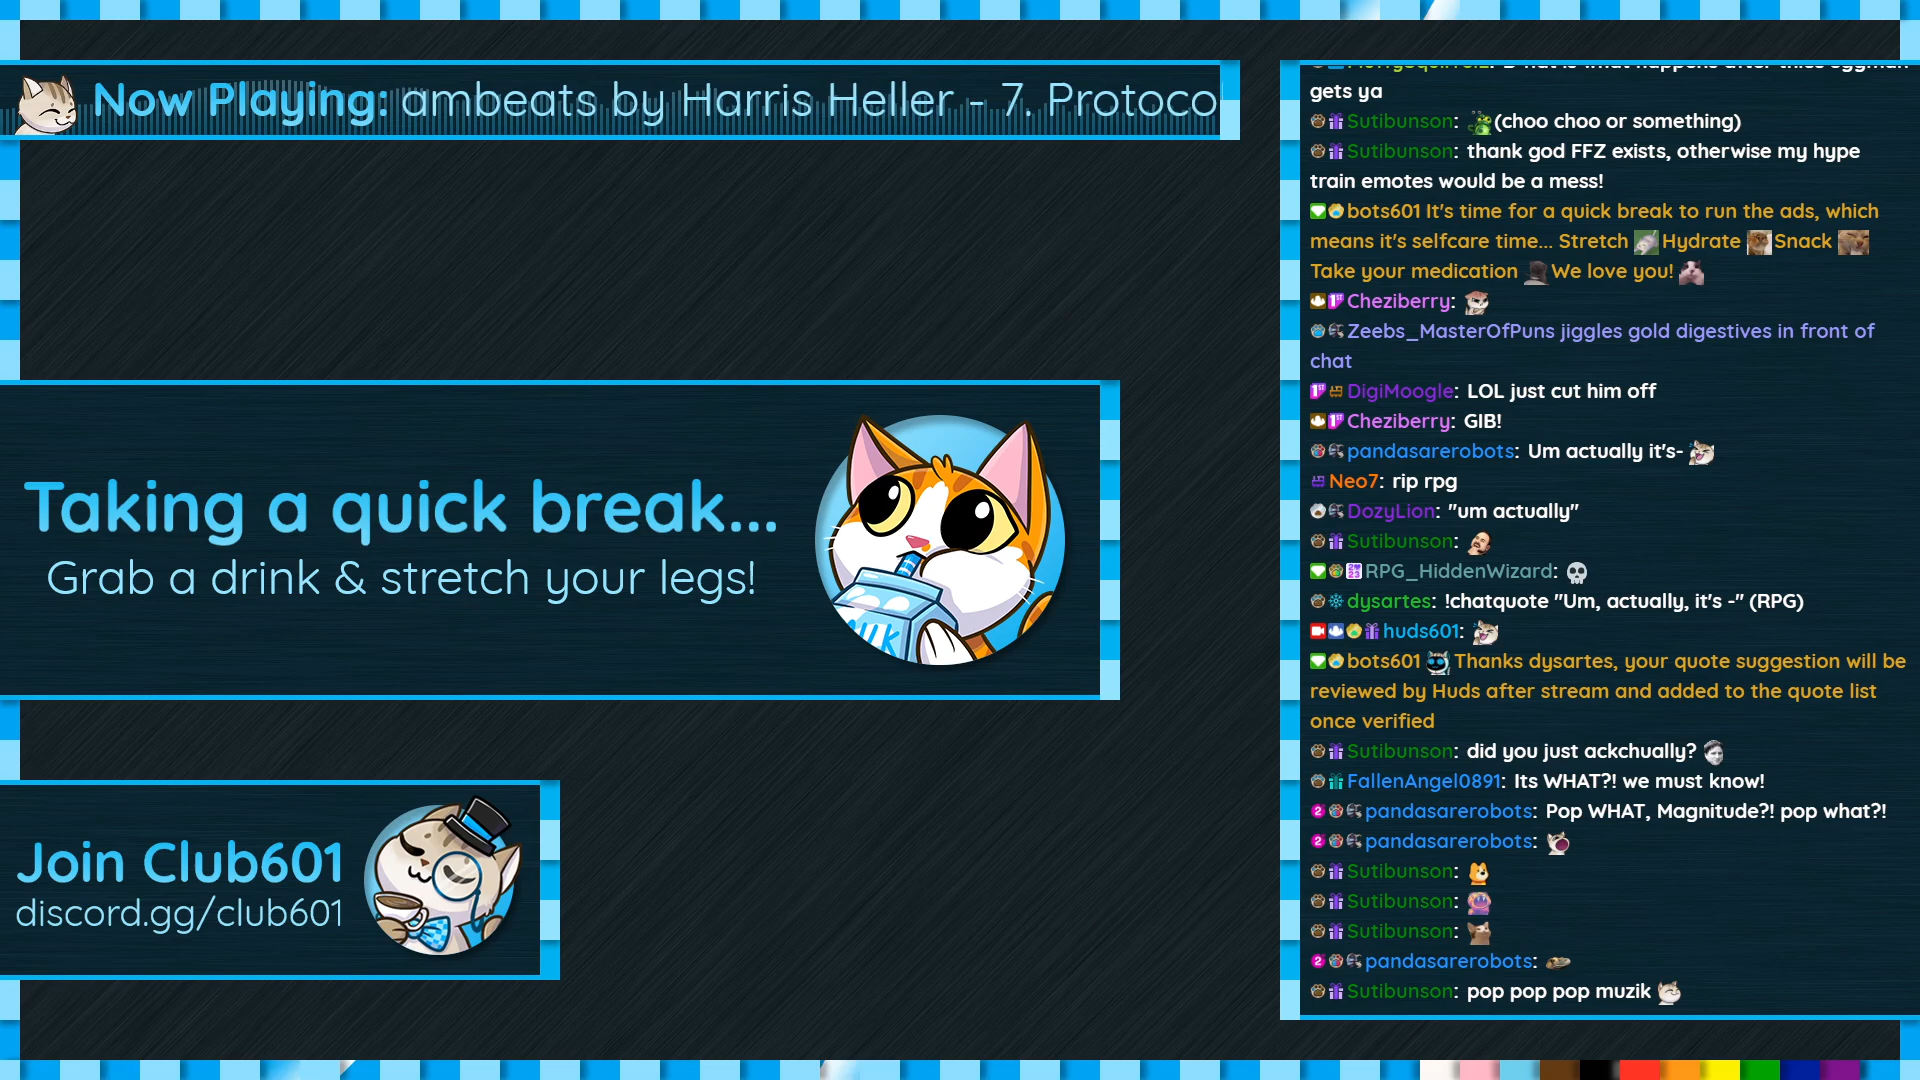 Now Playing: ambeats by Harris Heller - 7. Protoco
Taking a quick break...
Grab a drink & stretch your legs!
MILK
Join Club601
discord.gg/club601
gets ya
Sutibunson: (choo choo or something)
Sutibunson: thank god FFZ exists, otherwise my hype
train emotes would be a mess!
bots601 It's time for a quick break to run the ads, which
means it's selfcare time... Stretch Hydrate Snack
Take your medication We love you!
Cheziberry:
Zeebs_MasterOfPuns jiggles gold digestives in front of
chat
DigiMoogle: LOL just cut him off
Cheziberry: GIB!
pandasarerobots: Um actually it's-
Neo7: rip rpg
DozyLion: "um actually"
Sutibunson:
RPG_HiddenWizard:
dysartes: !chatquote "Um, actually, it's -" (RPG)
huds601:
bots601 Thanks dysartes, your quote suggestion will be
reviewed by Huds after stream and added to the quote list
once verified
Sutibunson: did you just ackchually?
FallenAngel0891: Its WHAT?! we must know!
2 pandasarerobots: Pop WHAT, Magnitude?! pop what?!
2 pandasarerobots:
Sutibunson:
Sutibunson:
Sutibunson:
2 pandasarerobots:
Sutibunson: pop pop pop muzik